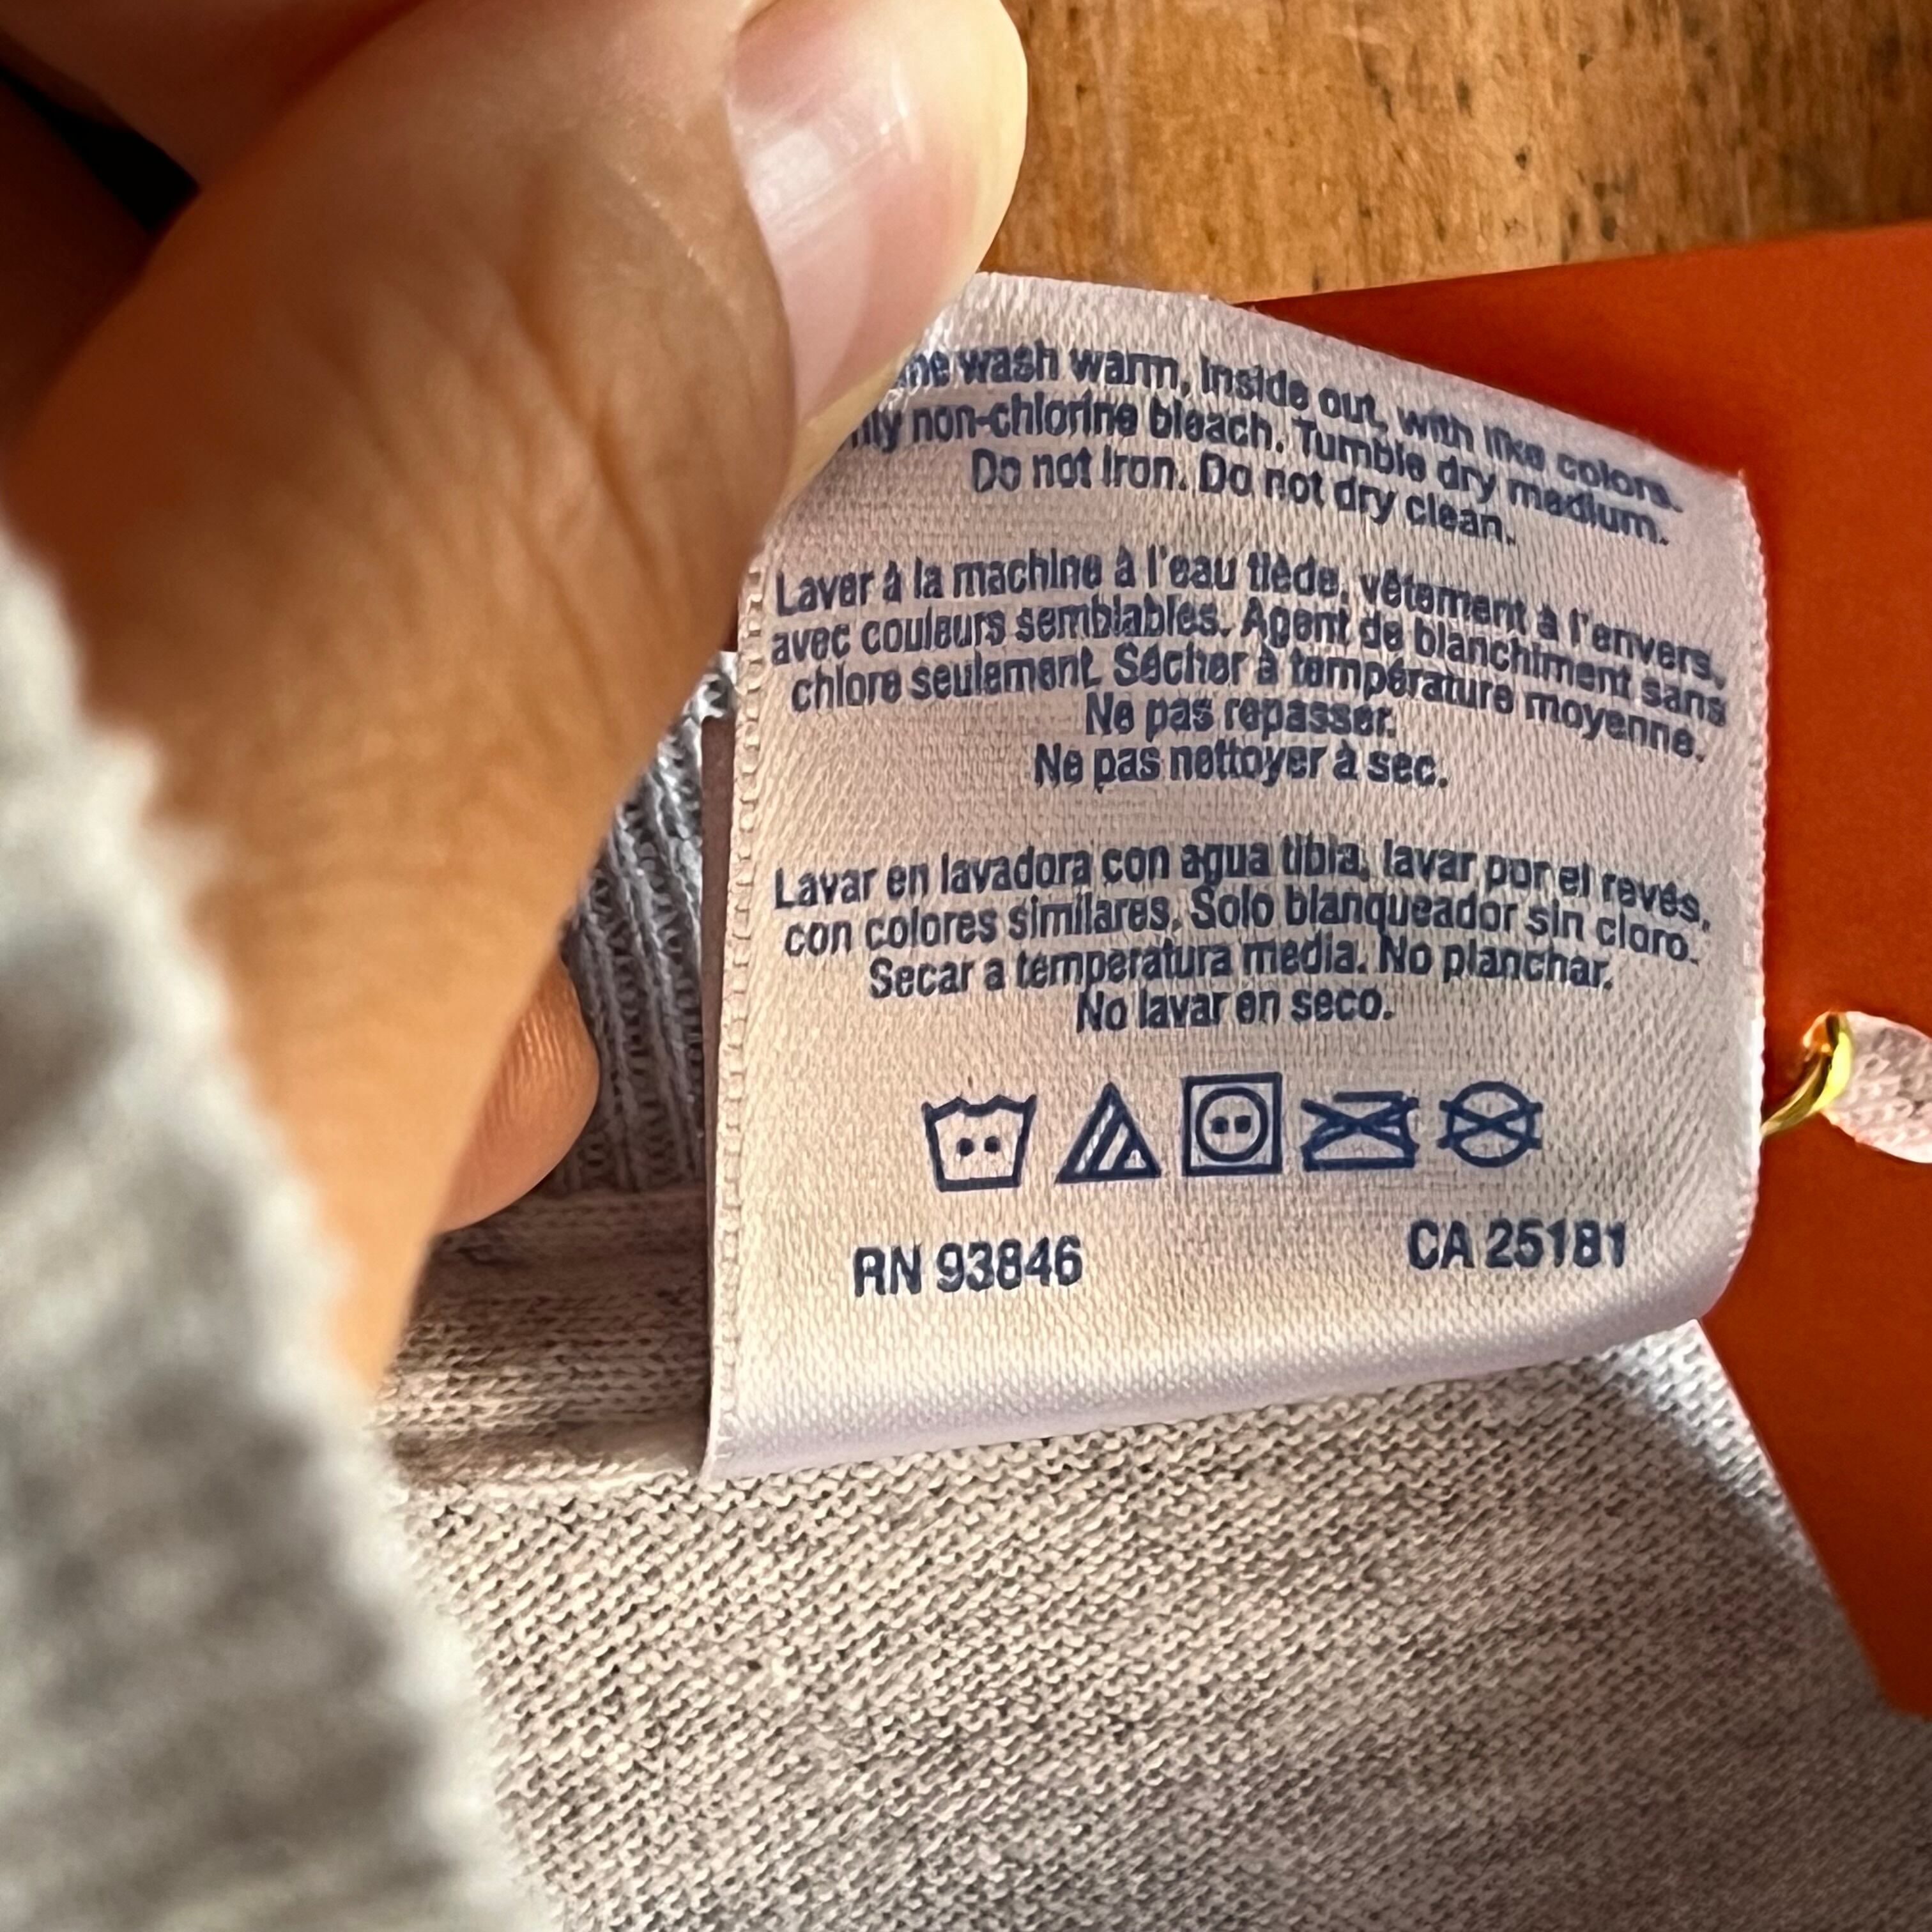 wash warm, inside out, with like colors.
non-chlorine bleach. Tumble dry medium.
Do not iron. Do not dry clean.
Laver à la machine à l'eau tiède, vêtement à l'envers,
avec couleurs semblables. Agent de blanchiment sans
chlore seulement. Sécher à température moyenne.
Ne pas repasser.
Ne pas nettoyer à sec.
Lavar en lavadora con agua tibia, lavar por el revés,
con colores similares. Solo blanqueador sin cloro.
Secar a temperatura media. No planchar.
No lavar en seco.
RN 93846 CA 25181